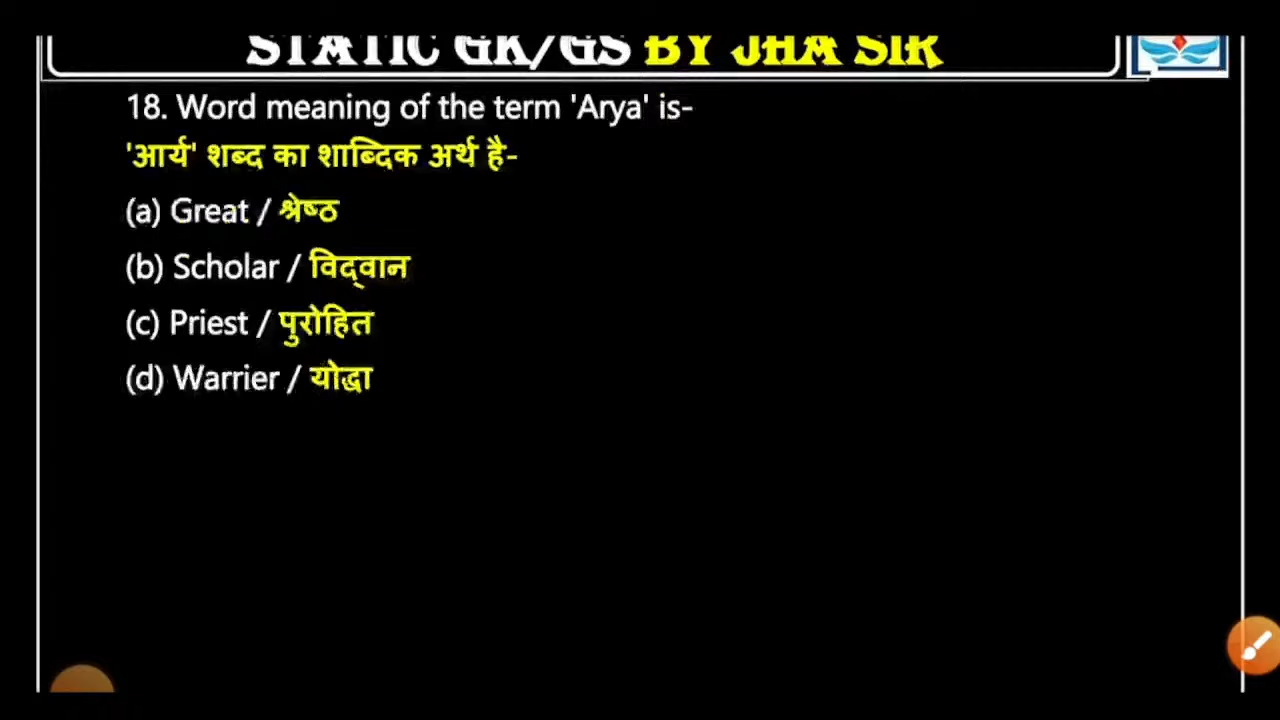 STATIC GK/GS BY JHA SIR
18. Word meaning of the term 'Arya' is-
'आर्य' शब्द का शाब्दिक अर्थ है-
(a) Great / श्रेष्ठ
(b) Scholar / विद्‌वान
(c) Priest / पुरोहित
(d) Warrier / योद्धा